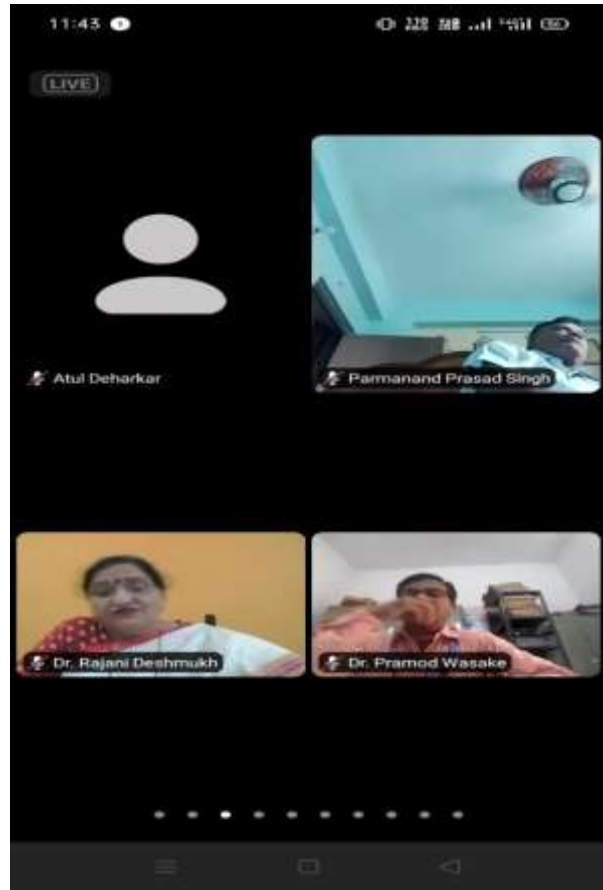 11:43
LIVE
Atul Deharkar
Parmanand Prasad Singh
Dr. Rajani Deshmukh
Dr. Pramod Wasake